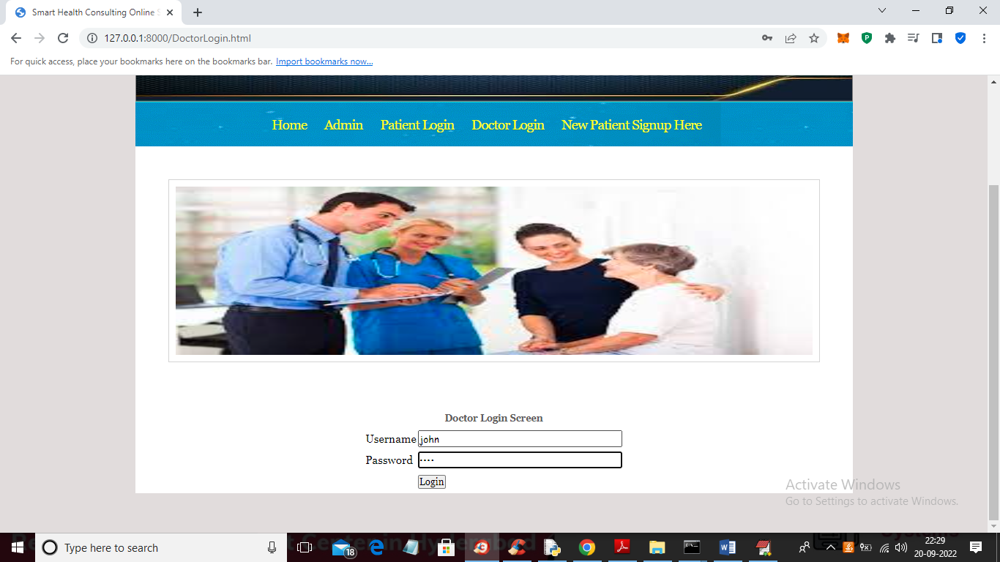 Smart Health Consulting Online S
127.0.0.1:8000/DoctorLogin.html
For quick access, place your bookmarks here on the bookmarks bar. Import bookmarks now...
Home Admin Patient Login Doctor Login New Patient Signup Here
Doctor Login Screen
Username john
Password ••••
Login
Activate Windows
Go to Settings to activate Windows.
Type here to search
18
22:29
20-09-2022